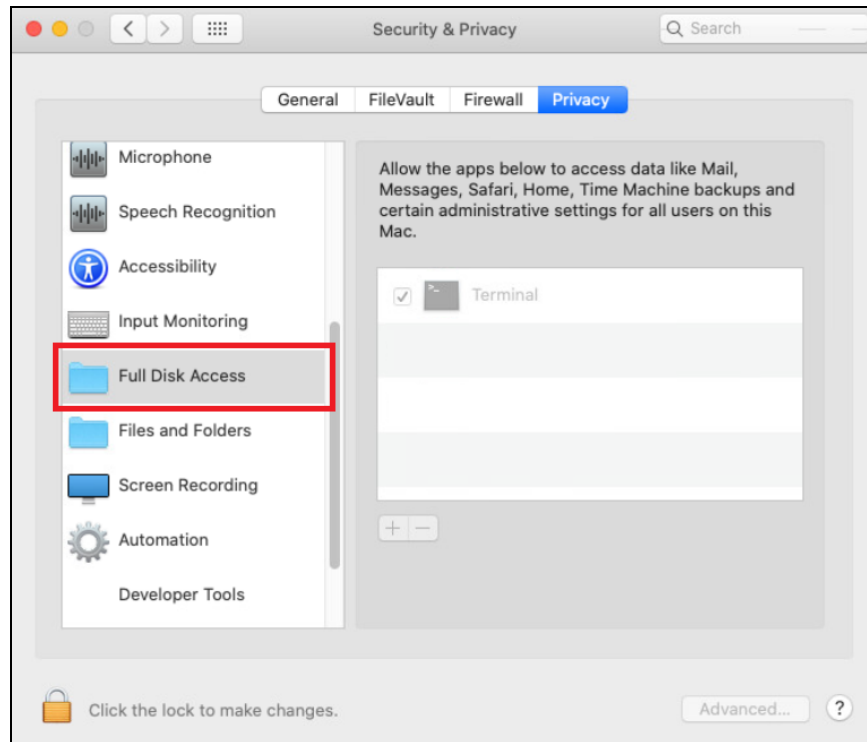 Security & Privacy
Search
General
FileVault
Firewall
Privacy
Microphone
Speech Recognition
Accessibility
Input Monitoring
Full Disk Access
Files and Folders
Screen Recording
Automation
Developer Tools
Allow the apps below to access data like Mail,
Messages, Safari, Home, Time Machine backups and
certain administrative settings for all users on this
Mac.
Terminal
Click the lock to make changes.
Advanced...
?